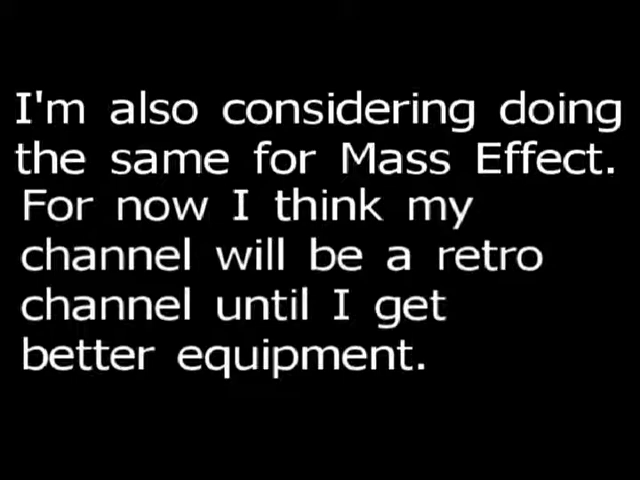 I'm also considering doing
the same for Mass Effect.
For now I think my
channel will be a retro
channel until I get
better equipment.